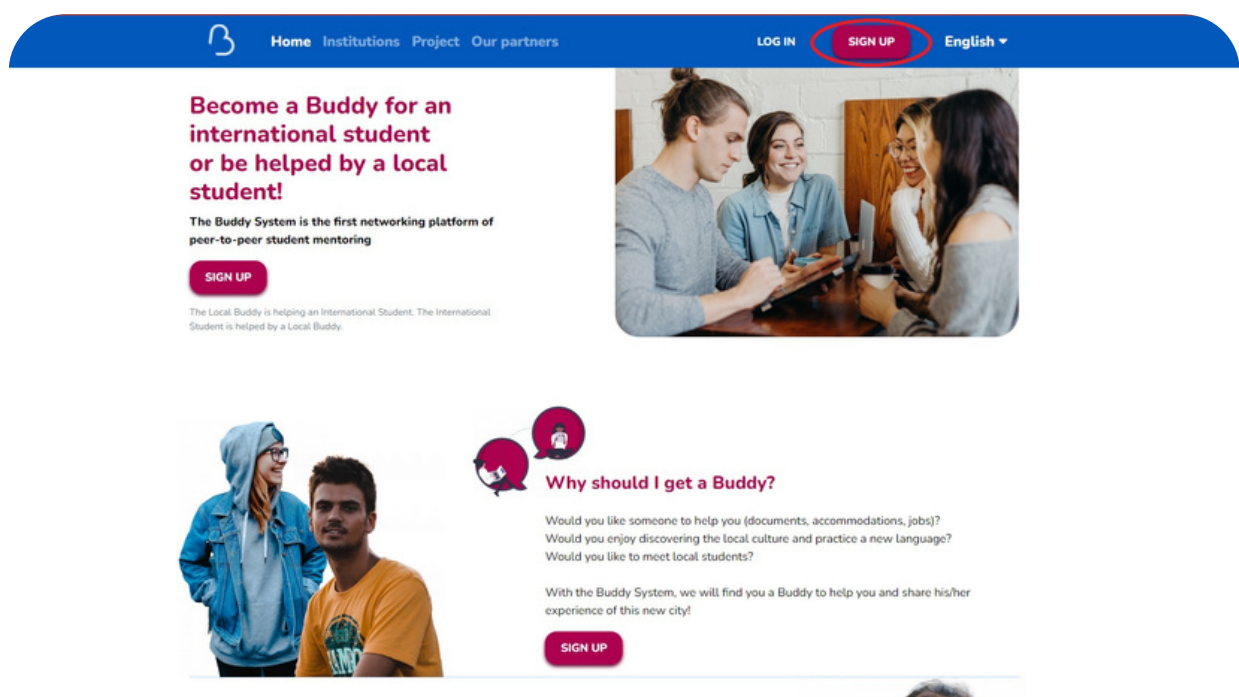 Home Institutions Project Our partners LOG IN SIGN UP English
Become a Buddy for an
international student
or be helped by a local
student!
The Buddy System is the first networking platform of
peer-to-peer student mentoring
SIGN UP
The Local Buddy is helping an International Student. The International
Student is helped by a Local Buddy.
Why should I get a Buddy?
Would you like someone to help you (documents, accommodations, jobs)?
Would you enjoy discovering the local culture and practice a new language?
Would you like to meet local students?
With the Buddy System, we will find you a Buddy to help you and share his/her
experience of this new city!
SIGN UP